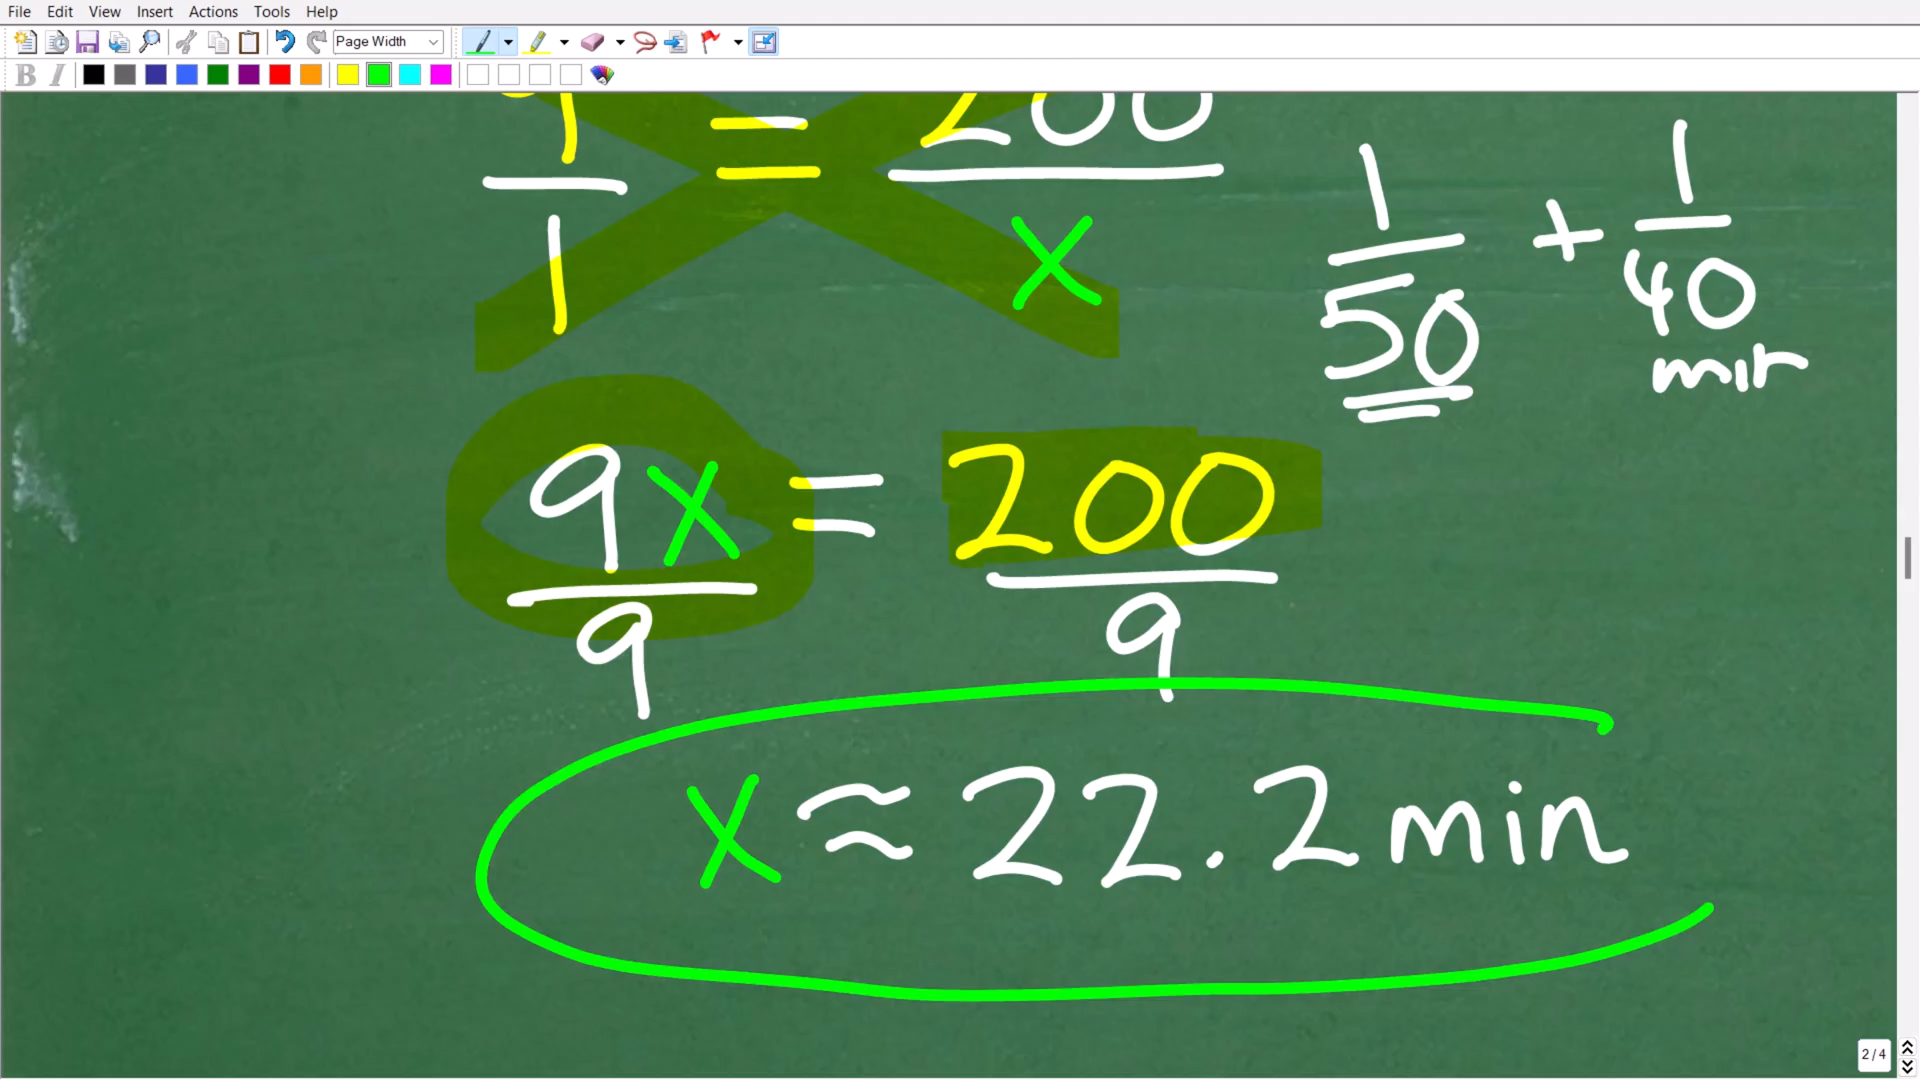 File Edit View Insert Actions Tools Help
Page Width
B I
9/1 = 200/x
1/50 + 1/40 min
9x/9 = 200/9
x ≈ 22.2 min
2/4